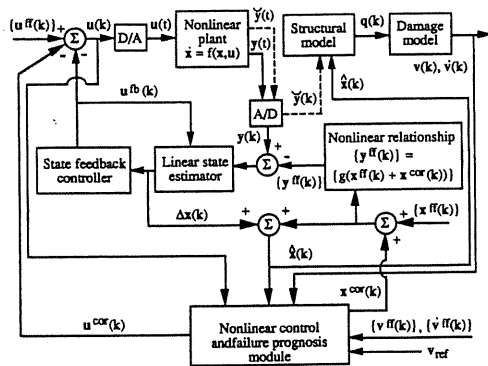 {u ff(k)}
+
Σ
-
-
u(k)
D/A
u(t)
Nonlinear
plant
ẋ = f(x,u)
y̆(t)
y(t)
Structural
model
q(k)
Damage
model
v(k), v̇(k)
x̂(k)
A/D
y̆(k)
y(k)
u fb(k)
State feedback
controller
Linear state
estimator
+
Σ
-
{y ff(k)}
Nonlinear relationship
{y ff(k)} =
{g(x ff(k) + x cor(k))}
Δx(k)
+
Σ
+
+
Σ
+
{x ff(k)}
x̂(k)
x cor(k)
u cor(k)
Nonlinear control
andfailure prognosis
module
{v ff(k)}, {v̇ ff(k)}
v ref